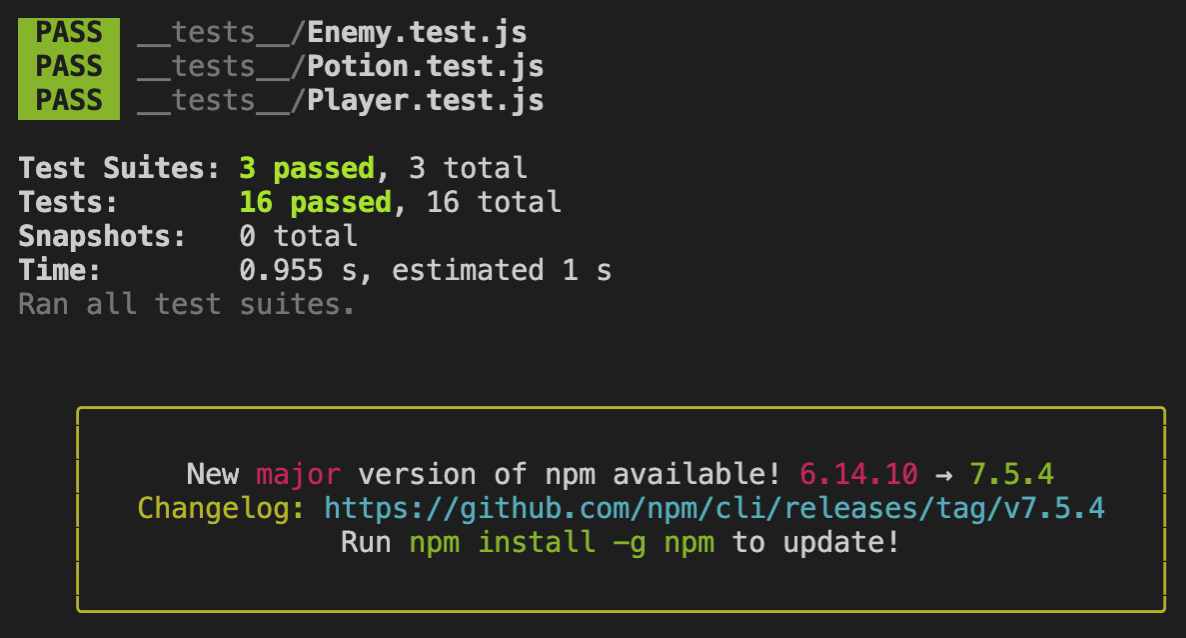 PASS __tests__/Enemy.test.js
PASS __tests__/Potion.test.js
PASS __tests__/Player.test.js
Test Suites: 3 passed, 3 total
Tests: 16 passed, 16 total
Snapshots: 0 total
Time: 0.955 s, estimated 1 s
Ran all test suites.
New major version of npm available! 6.14.10 → 7.5.4
Changelog: https://github.com/npm/cli/releases/tag/v7.5.4
Run npm install -g npm to update!